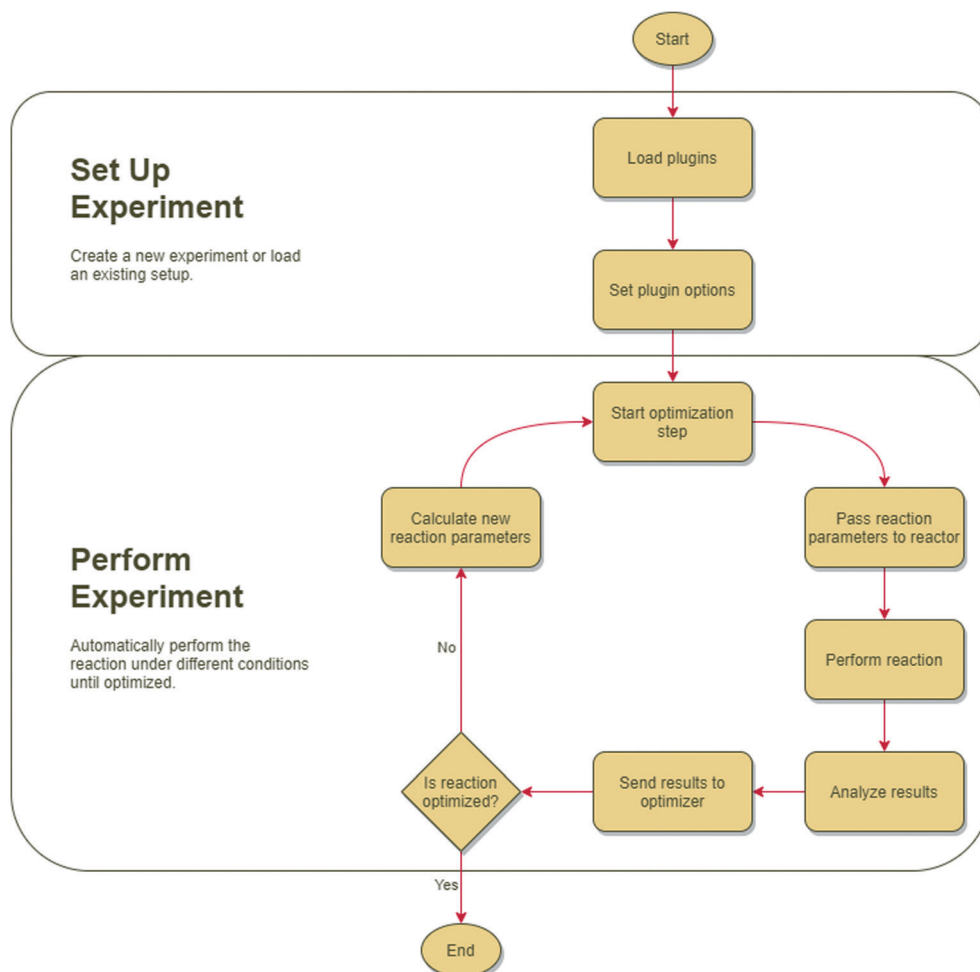 Start
Set Up
Experiment
Create a new experiment or load
an existing setup.
Load plugins
Set plugin options
Perform
Experiment
Automatically perform the
reaction under different conditions
until optimized.
Start optimization
step
Pass reaction
parameters to reactor
Perform reaction
Analyze results
Send results to
optimizer
Is reaction
optimized?
No
Calculate new
reaction parameters
Yes
End